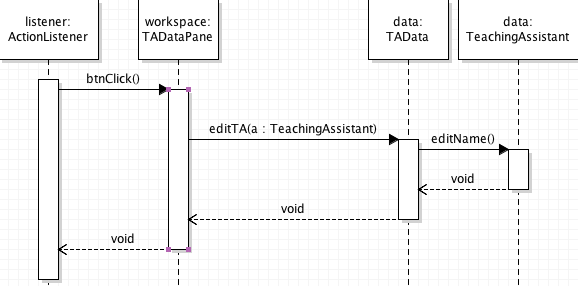 listener:
ActionListener
workspace:
TADataPane
data:
TAData
data:
TeachingAssistant
btnClick()
editTA(a : TeachingAssistant)
editName()
void
void
void